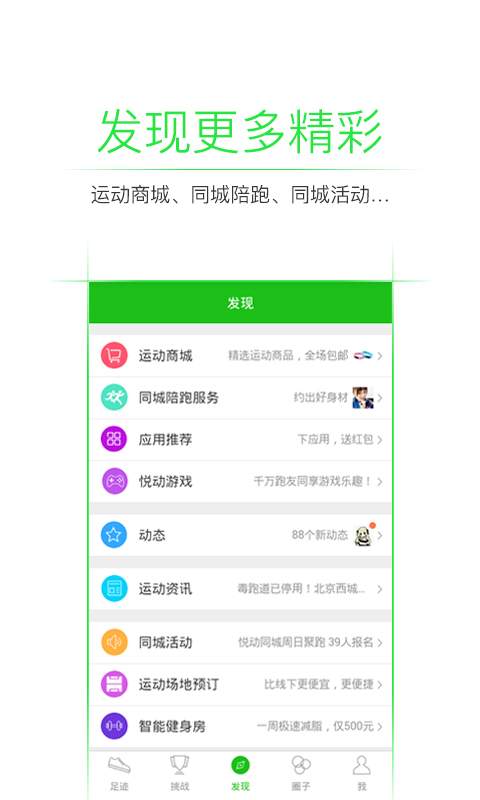 发现更多精彩
运动商城、同城陪跑、同城活动...
发现
运动商城 精选运动商品，全场包邮
同城陪跑服务 约出好身材
应用推荐 下应用，送红包
悦动游戏 千万跑友同享游戏乐趣！
动态 88个新动态
运动资讯 毒跑道已停用！北京西城...
同城活动 悦动同城周日聚跑 39人报名
运动场地预订 比线下更便宜，更便捷
智能健身房 一周极速减脂，仅500元
足迹 挑战 发现 圈子 我